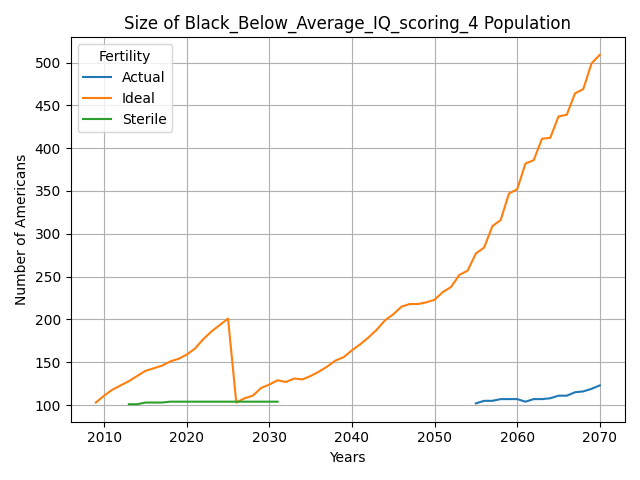 Size of Black_Below_Average_IQ_scoring_4 Population
Fertility
Actual
Ideal
Sterile
Number of Americans
500
450
400
350
300
250
200
150
100
2010 2020 2030 2040 2050 2060 2070
Years